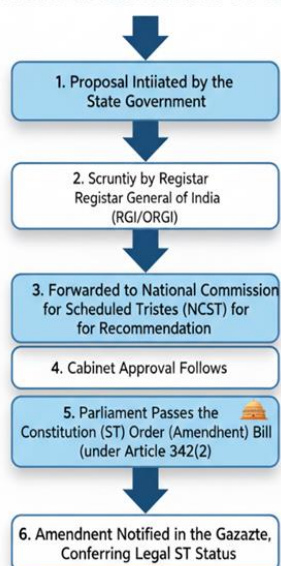 1. Proposal Intiiated by the
State Government
2. Scruntiy by Registar
Registar General of India
(RGI/ORGI)
3. Forwarded to National Commission
for Scheduled Tristes (NCST) for
for Recommendation
4. Cabinet Approval Follows
5. Parliament Passes the
Constitution (ST) Order (Amendhent) Bill
(under Article 342(2)
6. Amendnent Notified in the Gazazte,
Conferring Legal ST Status